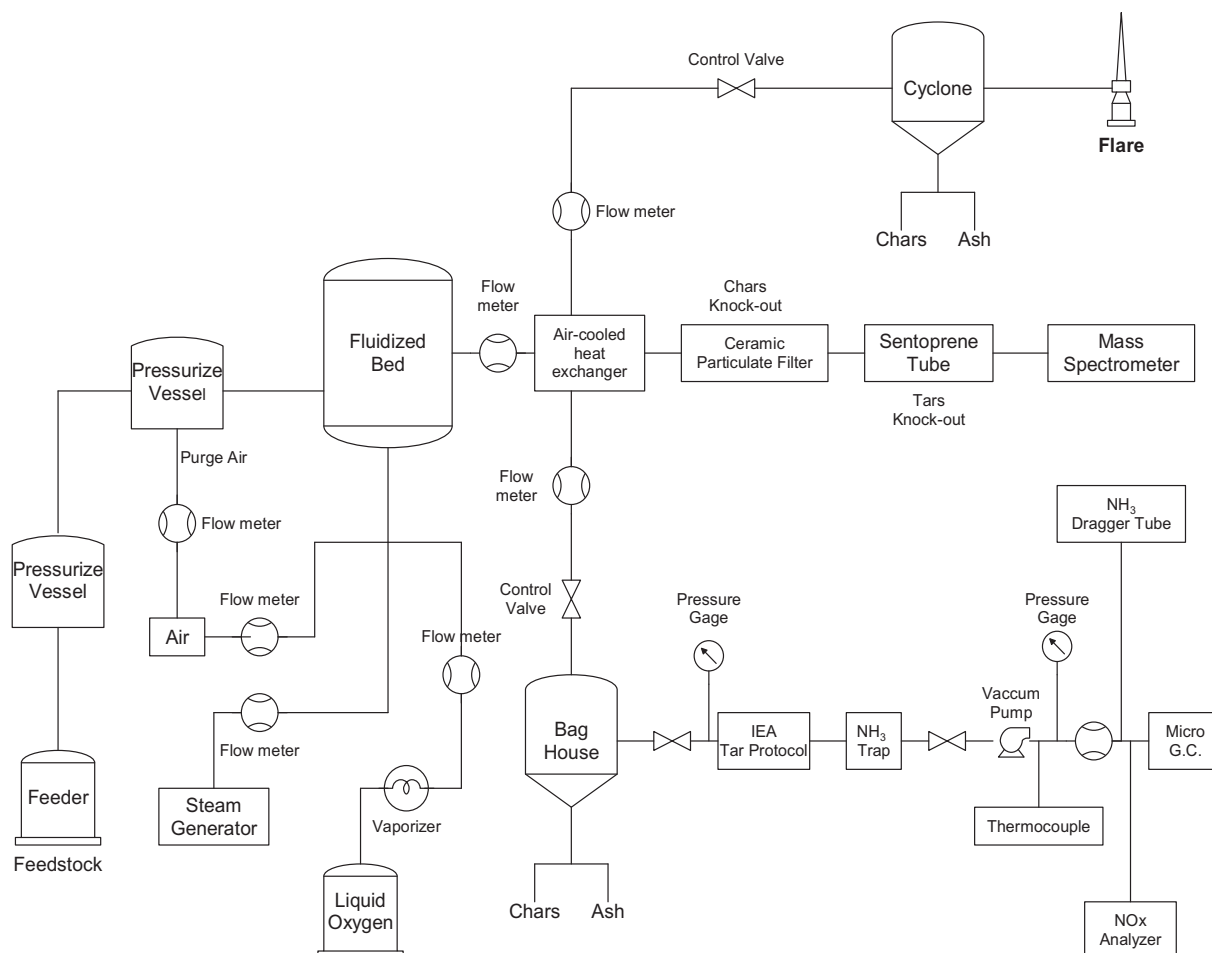 Control Valve
Cyclone
Flare
Flow meter
Chars
Ash
Flow
meter
Chars
Knock-out
Fluidized
Bed
Air-cooled
heat
exchanger
Ceramic
Particulate Filter
Sentoprene
Tube
Mass
Spectrometer
Tars
Knock-out
Pressurize
Vessel
Purge Air
Flow meter
Flow
meter
NH3
Dragger Tube
Pressurize
Vessel
Flow meter
Air
Control
Valve
Pressure
Gage
Pressure
Gage
Flow meter
Vaccum
Pump
Bag
House
IEA
Tar Protocol
NH3
Trap
Micro
G.C.
Flow meter
Feeder
Steam
Generator
Vaporizer
Thermocouple
Feedstock
Liquid
Oxygen
Chars
Ash
NOx
Analyzer